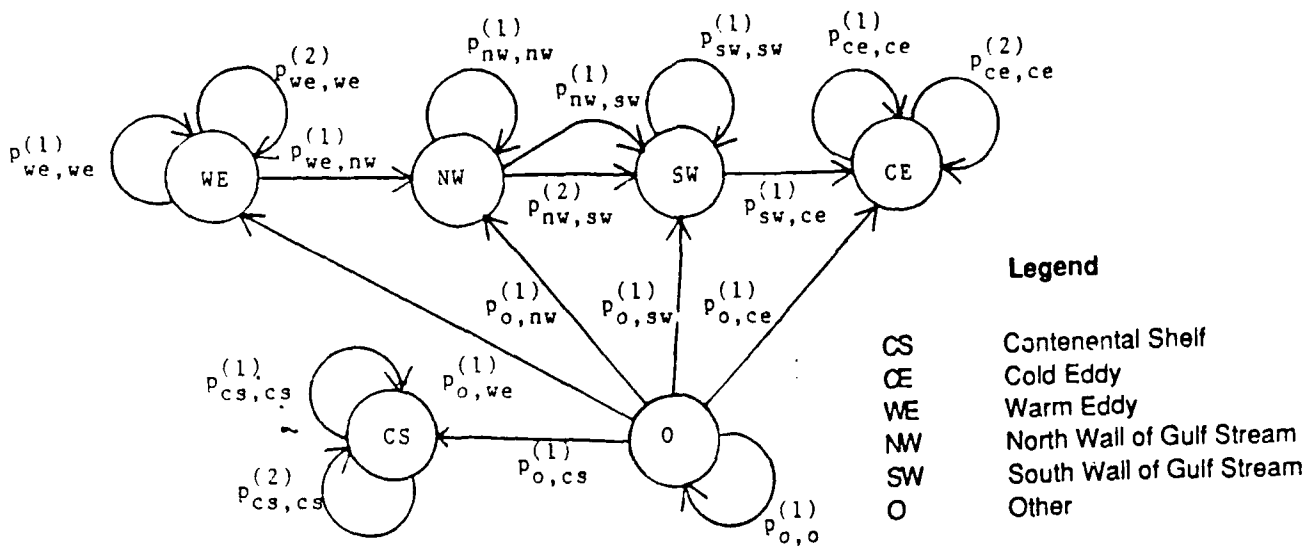 p(1)we,we
p(2)we,we
p(1)we,nw
p(1)nw,nw
p(1)nw,sw
p(2)nw,sw
p(1)sw,sw
p(1)sw,ce
p(1)ce,ce
p(2)ce,ce
WE
NW
SW
CE
p(1)o,nw
p(1)o,sw
p(1)o,ce
p(1)o,we
p(1)cs,cs
p(2)cs,cs
p(1)o,cs
p(1)o,o
CS
O
Legend
CS Contenental Shelf
CE Cold Eddy
WE Warm Eddy
NW North Wall of Gulf Stream
SW South Wall of Gulf Stream
O Other